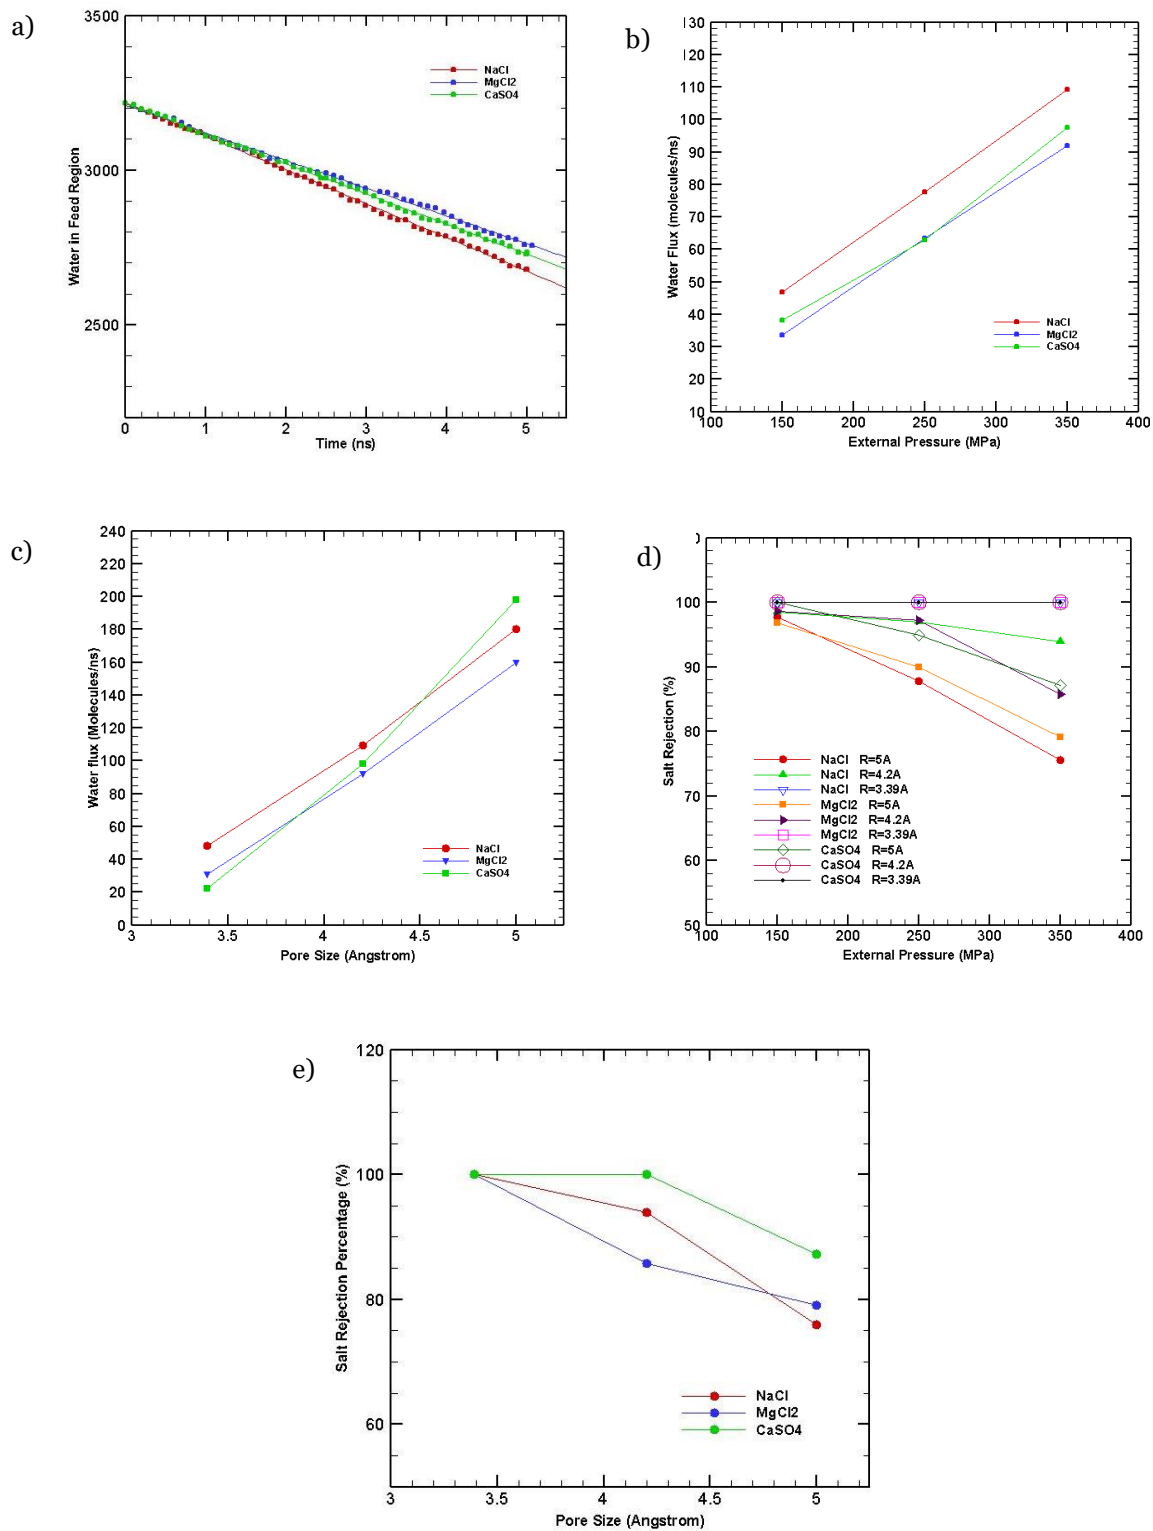 a)
3500
3000
2500
Water in Feed Region
NaCl
MgCl2
CaSO4
0 1 2 3 4 5
Time (ns)
b)
130
120
110
100
90
80
70
60
50
40
30
20
10
Water Flux (molecules/ns)
NaCl
MgCl2
CaSO4
100 150 200 250 300 350 400
External Pressure (MPa)
c)
240
220
200
180
160
140
120
100
80
60
40
20
0
Water flux (Molecules/ns)
NaCl
MgCl2
CaSO4
3 3.5 4 4.5 5
Pore Size (Angstrom)
d)
100
90
80
70
60
50
Salt Rejection (%)
NaCl R=5A
NaCl R=4.2A
NaCl R=3.39A
MgCl2 R=5A
MgCl2 R=4.2A
MgCl2 R=3.39A
CaSO4 R=5A
CaSO4 R=4.2A
CaSO4 R=3.39A
100 150 200 250 300 350 400
External Pressure (MPa)
e)
120
100
80
60
Salt Rejection Percentage (%)
NaCl
MgCl2
CaSO4
3 3.5 4 4.5 5
Pore Size (Angstrom)